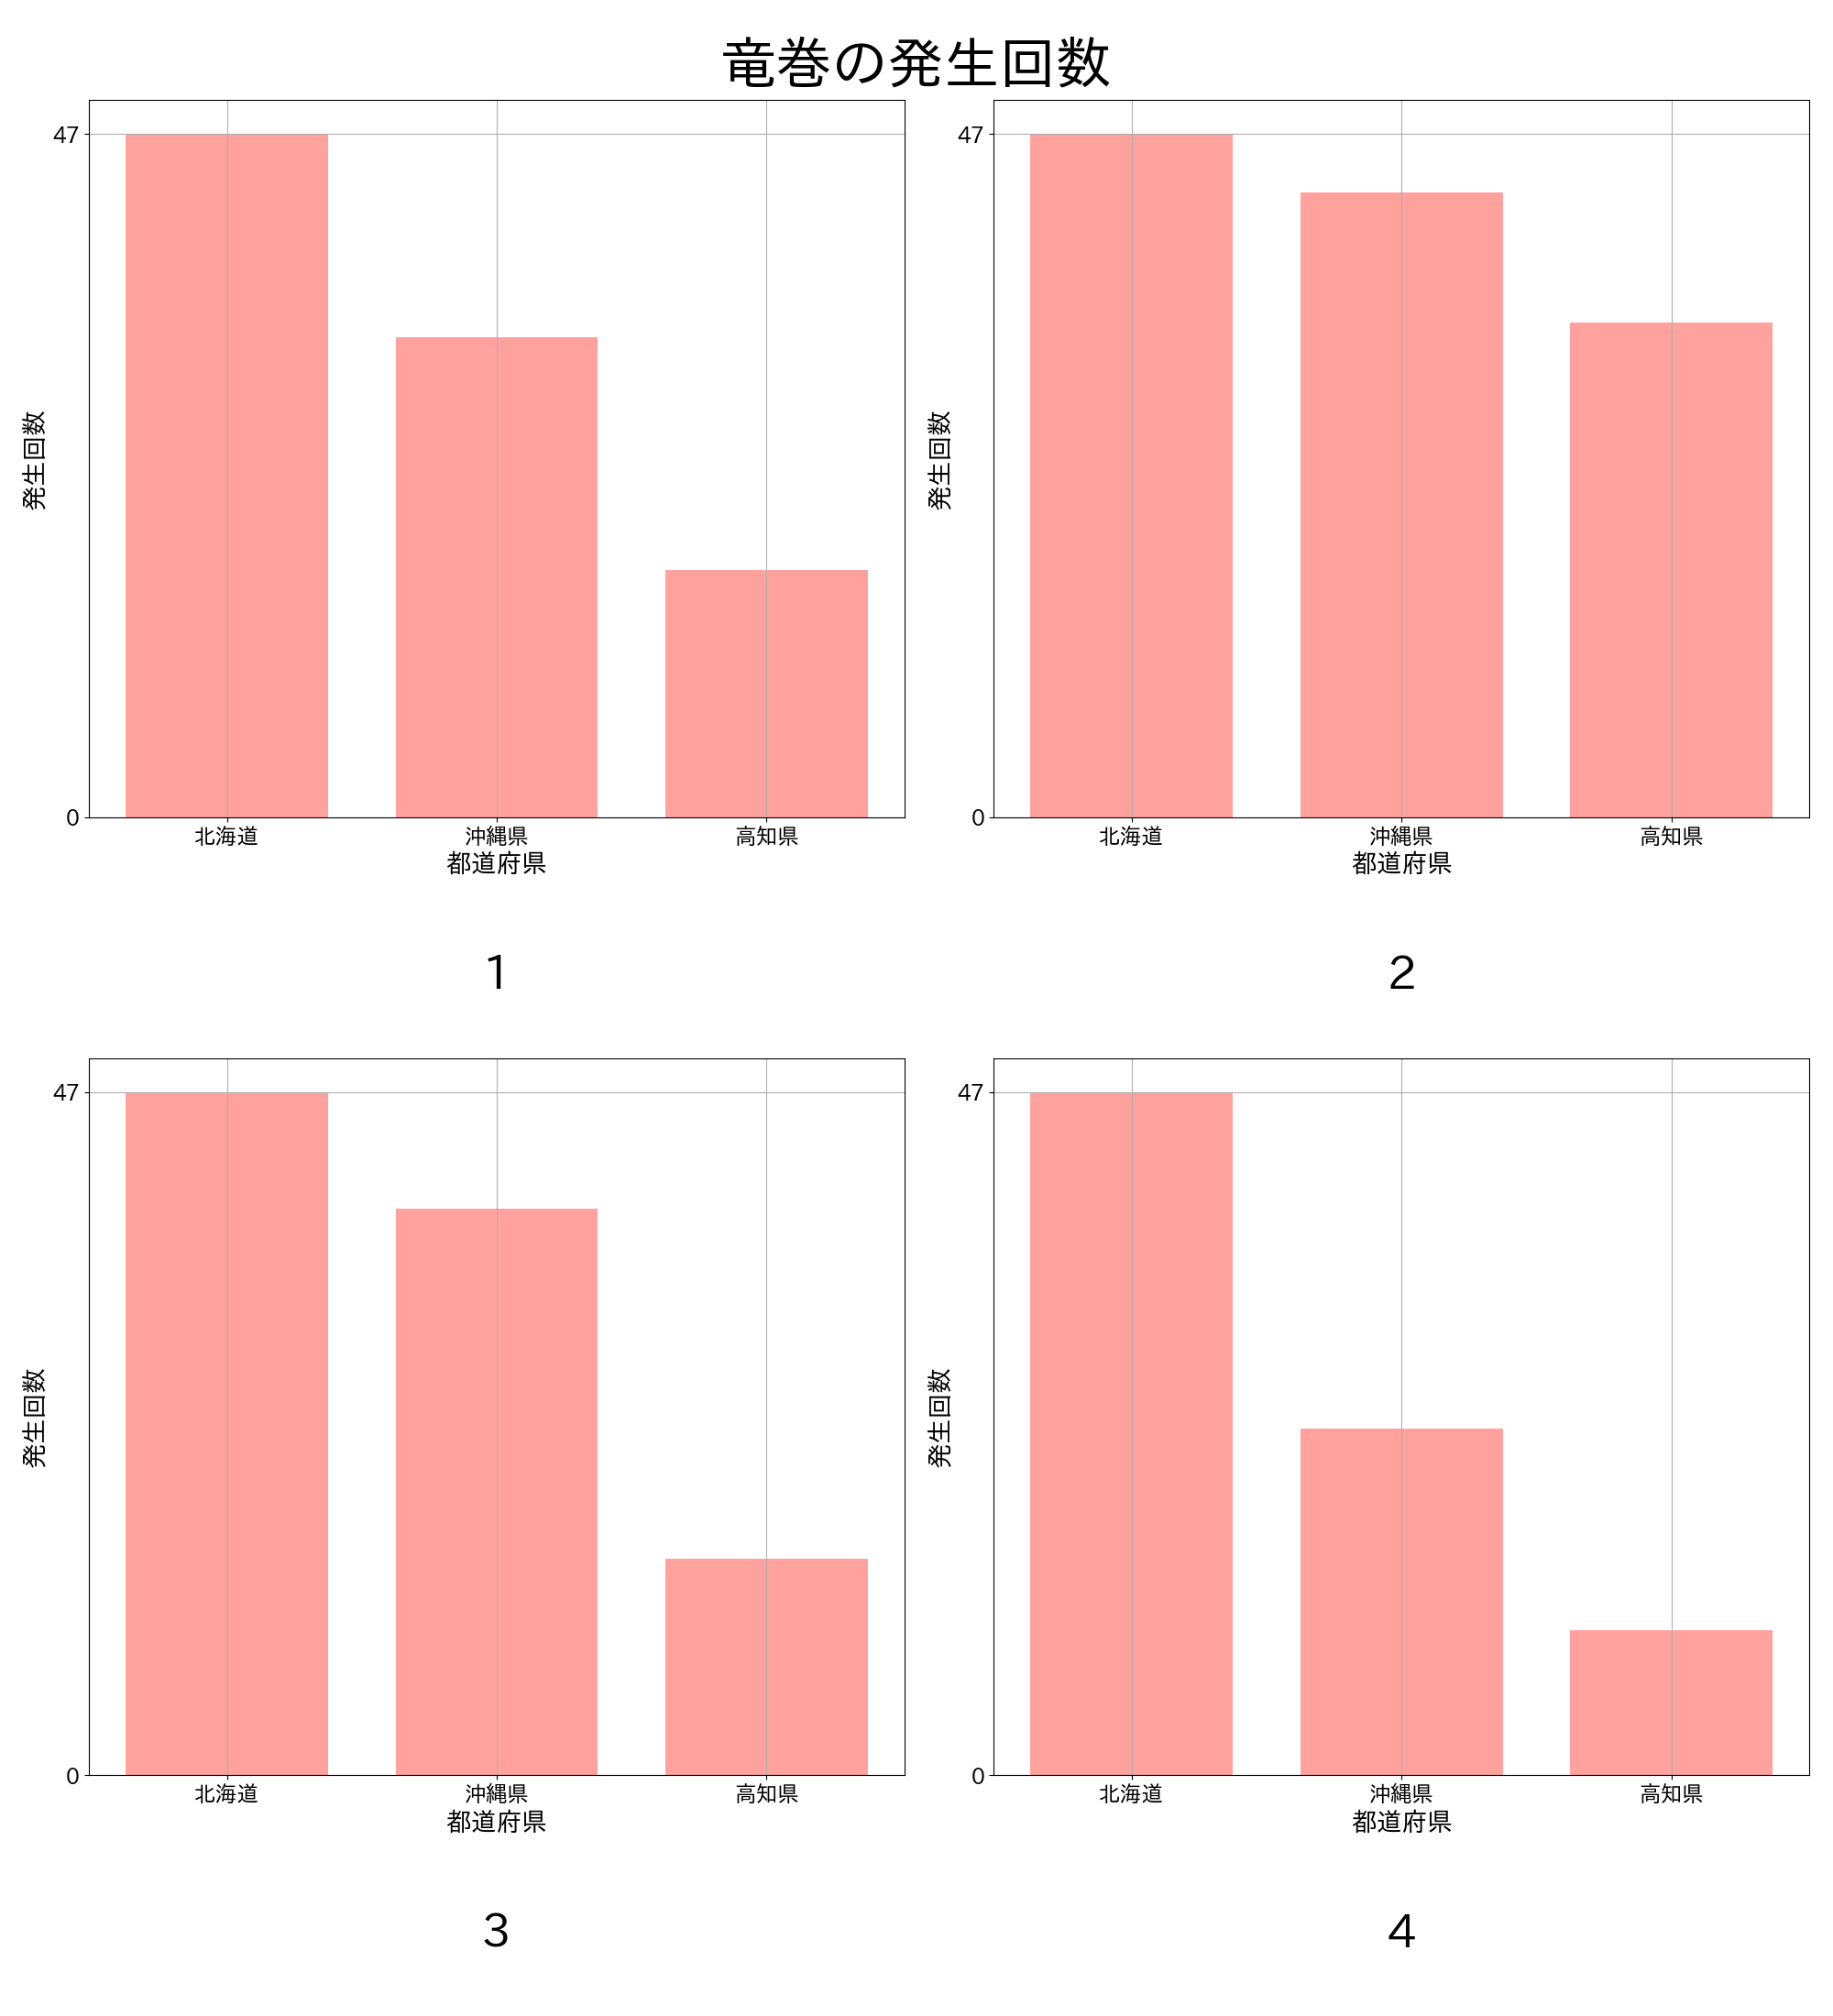 竜巻の発生回数
47
発生回数
0
北海道 沖縄県 高知県
都道府県
1
47
発生回数
0
北海道 沖縄県 高知県
都道府県
2
47
発生回数
0
北海道 沖縄県 高知県
都道府県
3
47
発生回数
0
北海道 沖縄県 高知県
都道府県
4